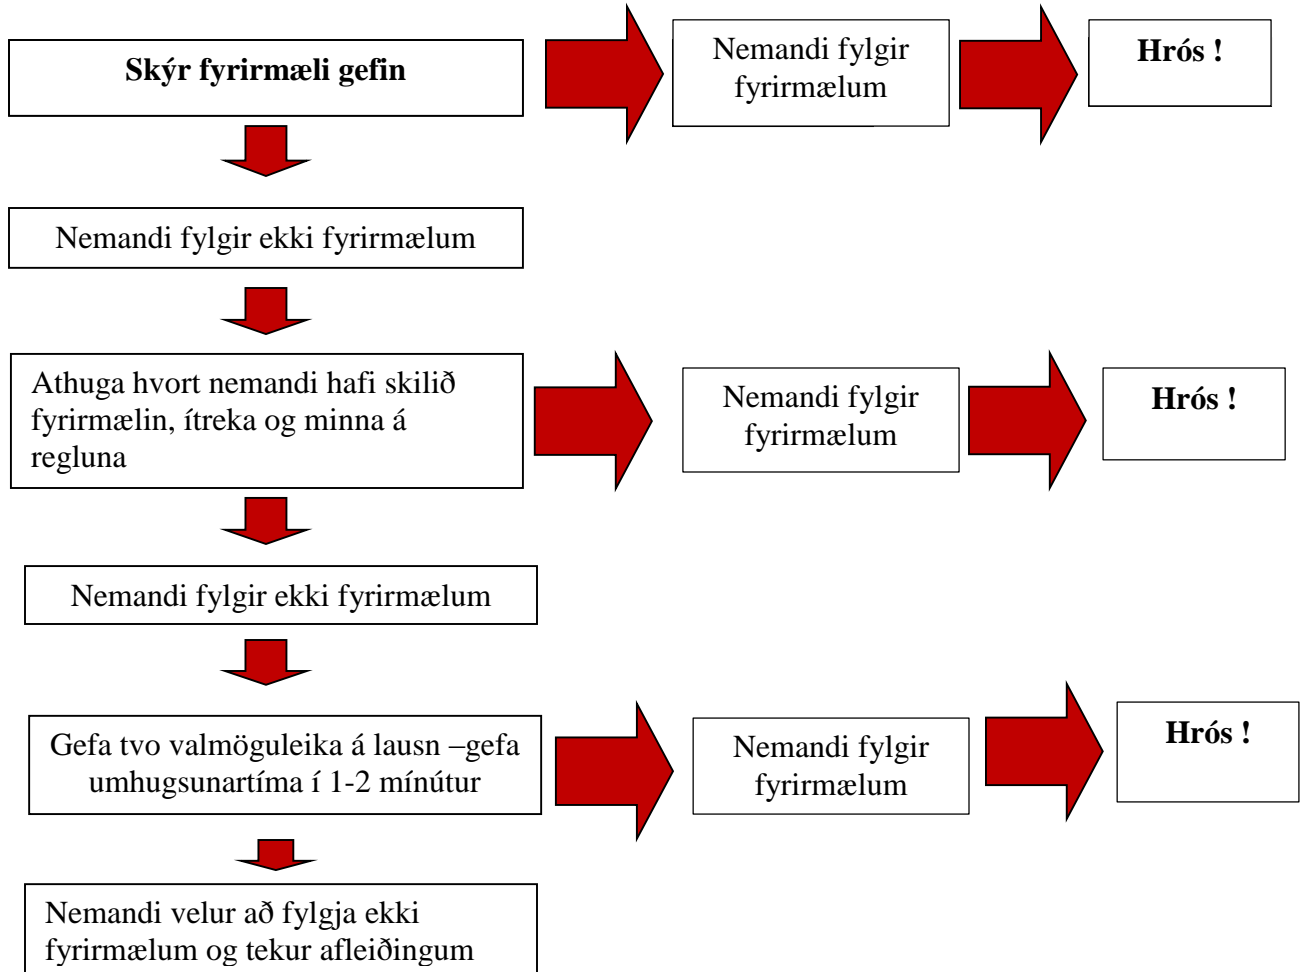 Skýr fyrirmæli gefin
Nemandi fylgir
fyrirmælum
Hrós !
Nemandi fylgir ekki fyrirmælum
Athuga hvort nemandi hafi skilið
fyrirmælin, ítreka og minna á
regluna
Nemandi fylgir
fyrirmælum
Hrós !
Nemandi fylgir ekki fyrirmælum
Gefa tvo valmöguleika á lausn –gefa
umhugsunartíma í 1-2 mínútur
Nemandi fylgir
fyrirmælum
Hrós !
Nemandi velur að fylgja ekki
fyrirmælum og tekur afleiðingum